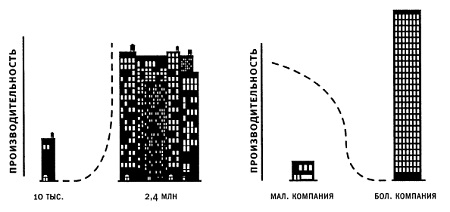 ПРОИЗВОДИТЕЛЬНОСТЬ
10 ТЫС.
2,4 МЛН
ПРОИЗВОДИТЕЛЬНОСТЬ
МАЛ. КОМПАНИЯ
БОЛ. КОМПАНИЯ